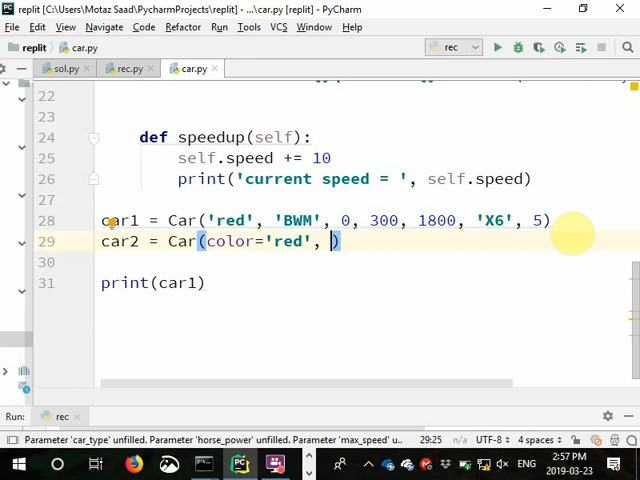 replit [C:\Users\Motaz Saad\PycharmProjects\replit] - ...\car.py - PyCharm
File Edit View Navigate Code Refactor Run Tools VCS Window Help
replit car.py rec
sol.py rec.py car.py
22
23
24 def speedup(self):
25 self.speed += 10
26 print('current speed = ', self.speed)
27
28 car1 = Car('red', 'BWM', 0, 300, 1800, 'X6', 5)
29 car2 = Car(color='red', )
30
31 print(car1)
Run: rec
Parameter 'car_type' unfilled. Parameter 'horse_power' unfilled. Parameter 'max_speed' u.. 29:25 n/a UTF-8 4 spaces
ENG 2:57 PM
2019-03-23